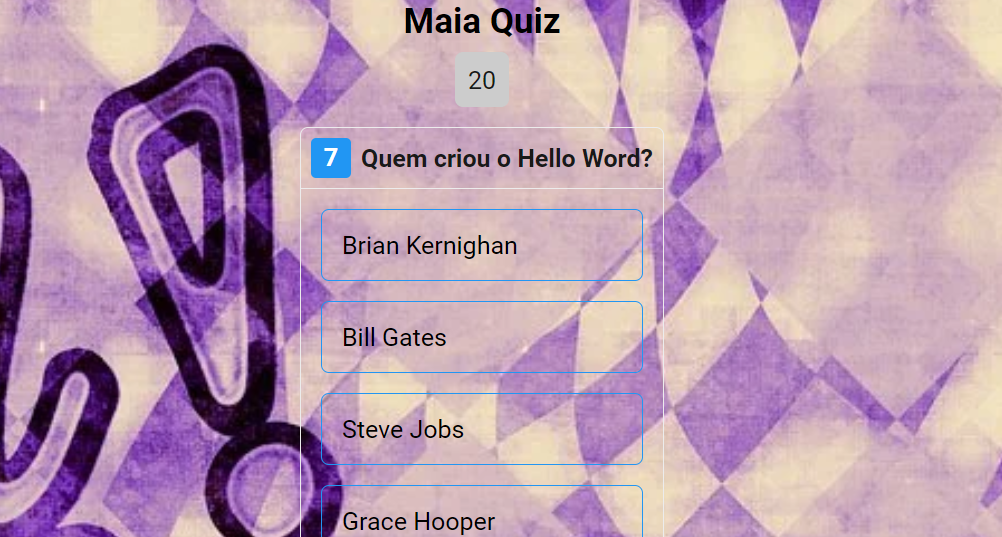 Maia Quiz
20
7 Quem criou o Hello Word?
Brian Kernighan
Bill Gates
Steve Jobs
Grace Hooper